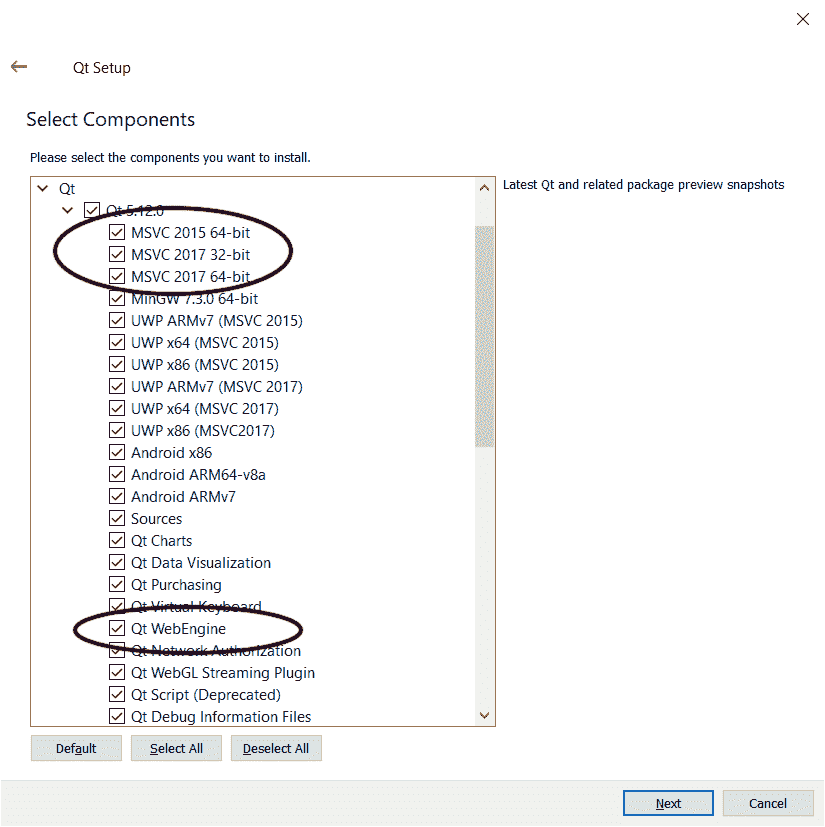 Qt Setup
Select Components
Please select the components you want to install.
Qt
Latest Qt and related package preview snapshots
Qt 5.12.0
MSVC 2015 64-bit
MSVC 2017 32-bit
MSVC 2017 64-bit
MinGW 7.3.0 64-bit
UWP ARMv7 (MSVC 2015)
UWP x64 (MSVC 2015)
UWP x86 (MSVC 2015)
UWP ARMv7 (MSVC 2017)
UWP x64 (MSVC 2017)
UWP x86 (MSVC2017)
Android x86
Android ARM64-v8a
Android ARMv7
Sources
Qt Charts
Qt Data Visualization
Qt Purchasing
Qt Virtual Keyboard
Qt WebEngine
Qt Network Authorization
Qt WebGL Streaming Plugin
Qt Script (Deprecated)
Qt Debug Information Files
Default Select All Deselect All
Next Cancel